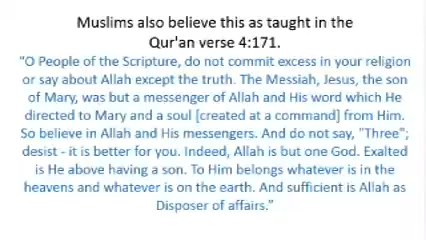 Muslims also believe this as taught in the
Qur'an verse 4:171.
"O People of the Scripture, do not commit excess in your religion
or say about Allah except the truth. The Messiah, Jesus, the son
of Mary, was but a messenger of Allah and His word which He
directed to Mary and a soul [created at a command] from Him.
So believe in Allah and His messengers. And do not say, "Three";
desist - it is better for you. Indeed, Allah is but one God. Exalted
is He above having a son. To Him belongs whatever is in the
heavens and whatever is on the earth. And sufficient is Allah as
Disposer of affairs."